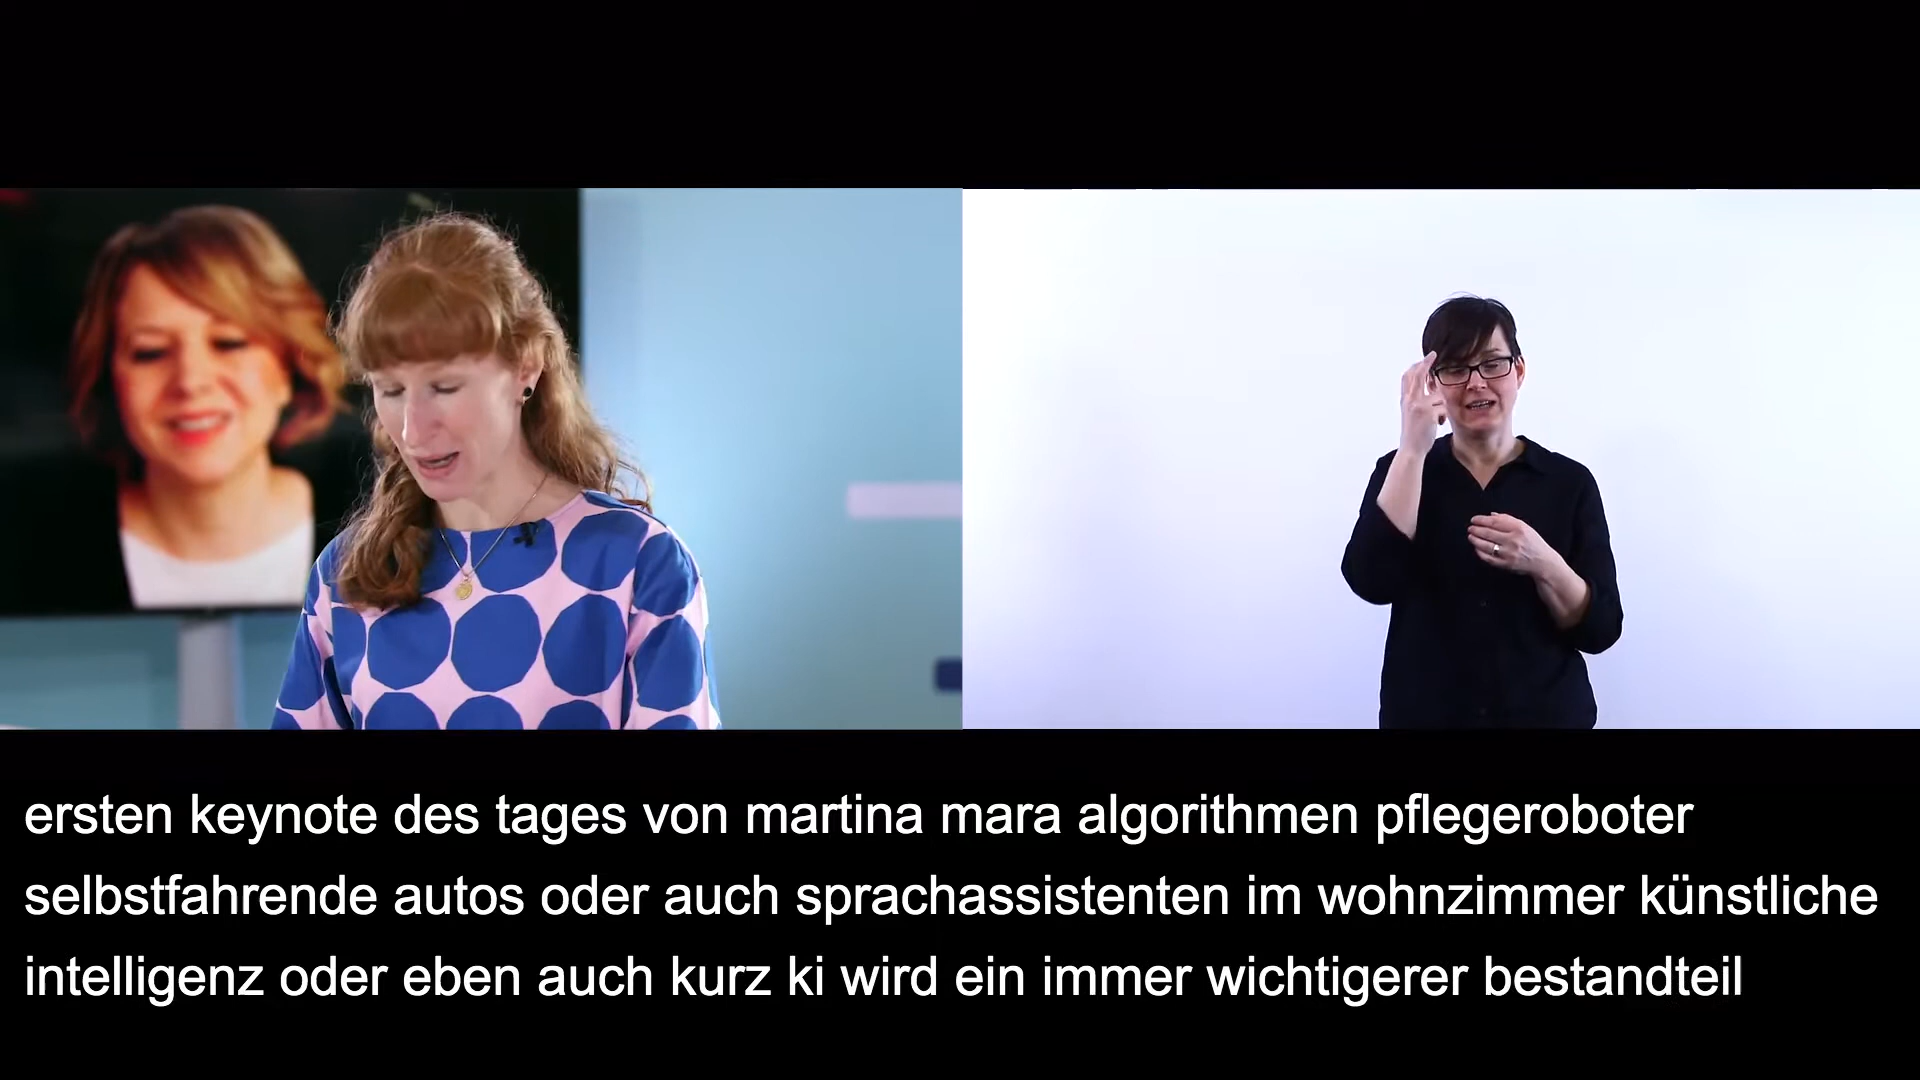 ersten keynote des tages von martina mara algorithmen pflegeroboter
selbstfahrende autos oder auch sprachassistenten im wohnzimmer künstliche
intelligenz oder eben auch kurz ki wird ein immer wichtigerer bestandteil